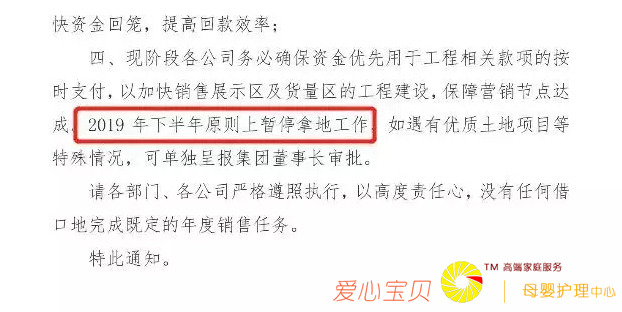 快资金回笼，提高回款效率；
四、现阶段各公司务必确保资金优先用于工程相关款项的按
时支付，以加快销售展示区及货量区的工程建设，保障营销节点达
成。2019 年下半年原则上暂停拿地工作，如遇有优质土地项目等
特殊情况，可单独呈报集团董事长审批。
请各部门、各公司严格遵照执行，以高度责任心，没有任何借
口地完成既定的年度销售任务。
特此通知。
TM 高端家庭服务
爱心宝贝 母婴护理中心